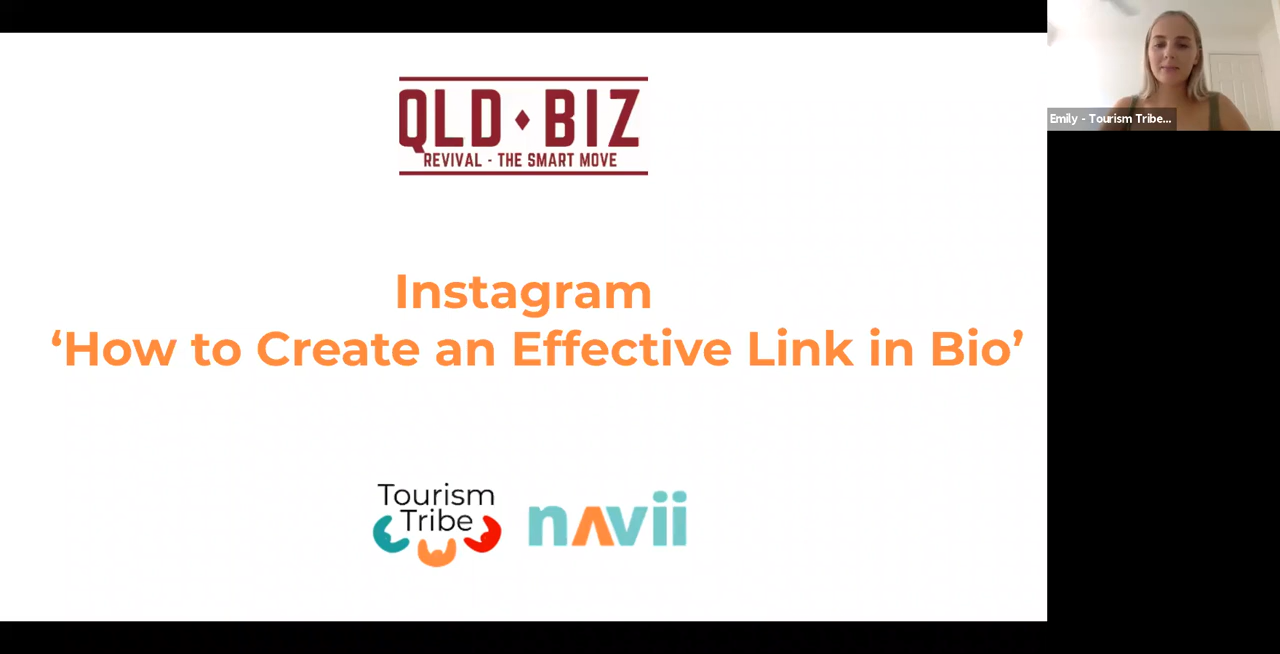 QLD♦BIZ
REVIVAL - THE SMART MOVE
Instagram
‘How to Create an Effective Link in Bio’
Tourism
Tribe
navii
Emily - Tourism Tribe...